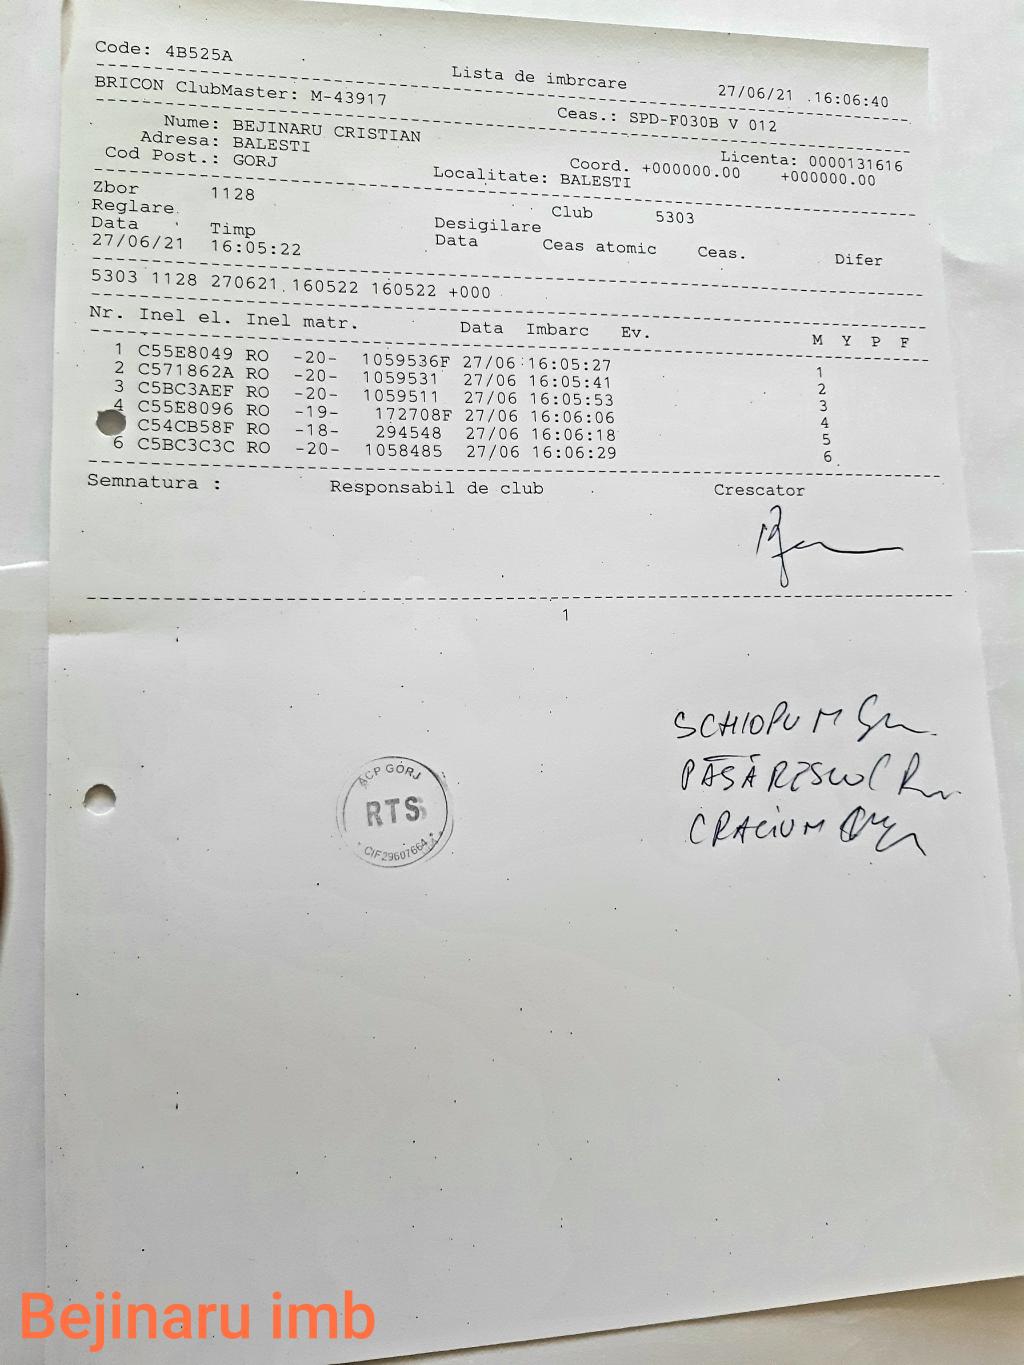 Code: 4B525A
Lista de imbrcare 27/06/21 16:06:40
BRICON ClubMaster: M-43917 Ceas.: SPD-F030B V 012
Nume: BEJINARU CRISTIAN Licenta: 0000131616
Adresa: BALESTI Coord. +000000.00 +000000.00
Cod Post.: GORJ Localitate: BALESTI
Zbor 1128 Club 5303
Reglare Desigilare
Data Timp Data Ceas atomic Ceas. Difer
27/06/21 16:05:22
5303 1128 270621 160522 160522 +000
Nr. Inel el. Inel matr. Data Imbarc Ev. M Y P F
1 C55E8049 RO -20- 1059536F 27/06 16:05:27 1
2 C571862A RO -20- 1059531 27/06 16:05:41 2
3 C5BC3AEF RO -20- 1059511 27/06 16:05:53 3
4 C55E8096 RO -19- 172708F 27/06 16:06:06 4
C54CB58F RO -18- 294548 27/06 16:06:18 5
6 C5BC3C3C RO -20- 1058485 27/06 16:06:29 6
Semnatura : Responsabil de club Crescator
1
SCHIOPU M
PĂSĂRESCU C
CRACIUM
ACP GORJ
RTS
CIF29607664
Bejinaru imb